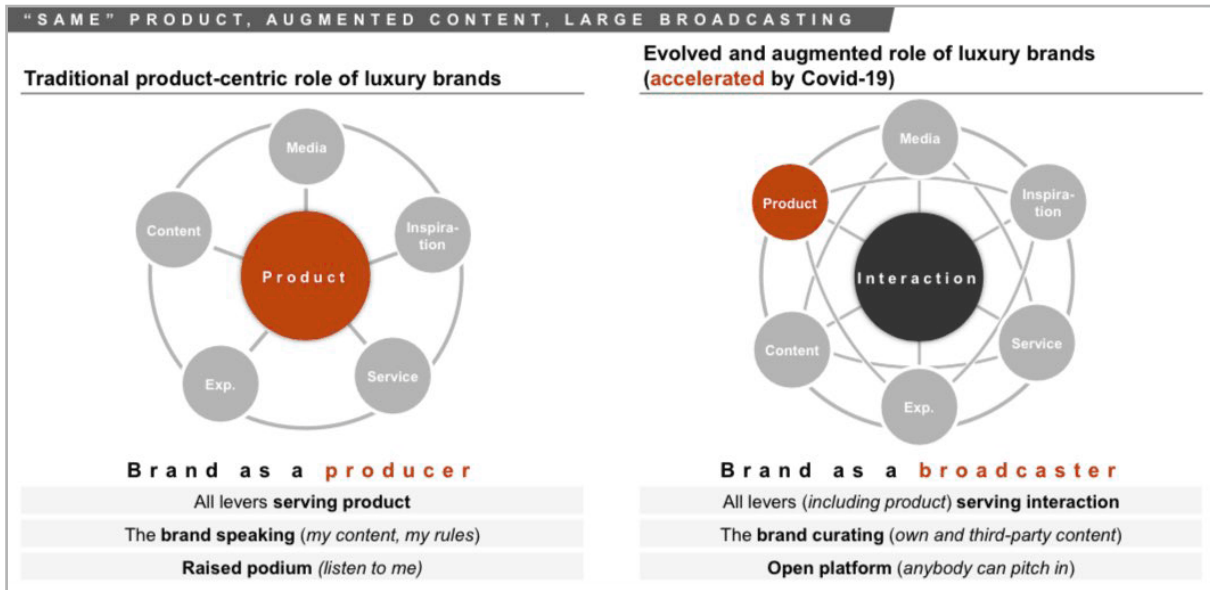 “SAME” PRODUCT, AUGMENTED CONTENT, LARGE BROADCASTING
Traditional product-centric role of luxury brands
Media
Inspira-
tion
Service
Exp.
Content
Product
Brand as a producer
All levers serving product
The brand speaking (my content, my rules)
Raised podium (listen to me)
Evolved and augmented role of luxury brands
(accelerated by Covid-19)
Media
Inspira-
tion
Service
Exp.
Content
Product
Interaction
Brand as a broadcaster
All levers (including product) serving interaction
The brand curating (own and third-party content)
Open platform (anybody can pitch in)